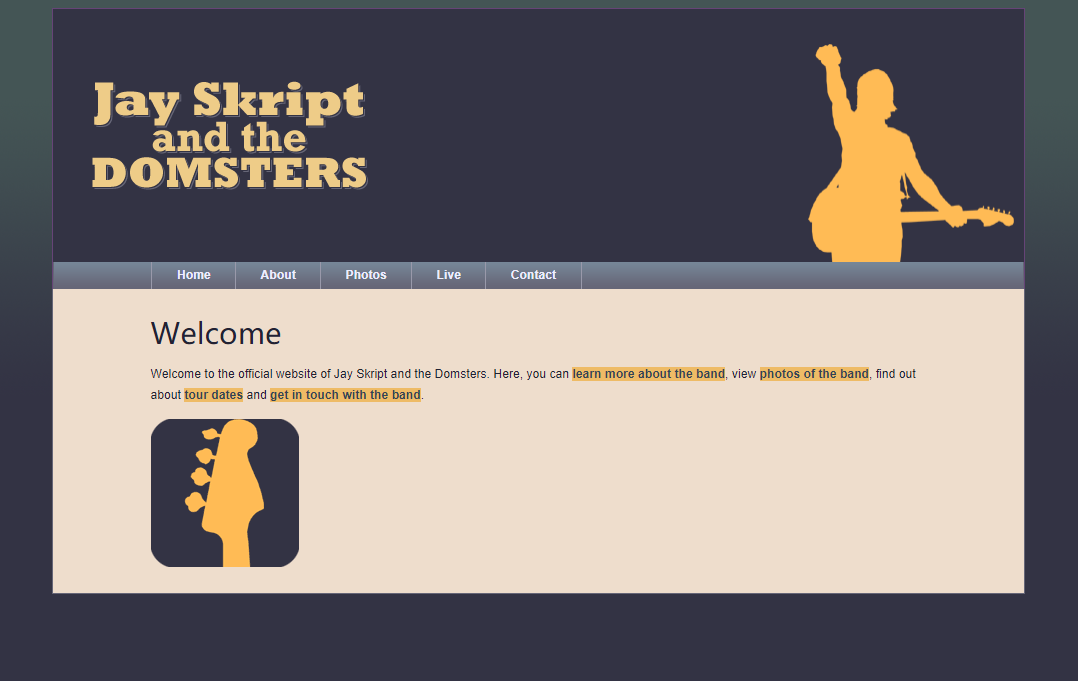 Jay Skript
and the
DOMSTERS
Home About Photos Live Contact
Welcome
Welcome to the official website of Jay Skript and the Domsters. Here, you can learn more about the band, view photos of the band, find out
about tour dates and get in touch with the band.